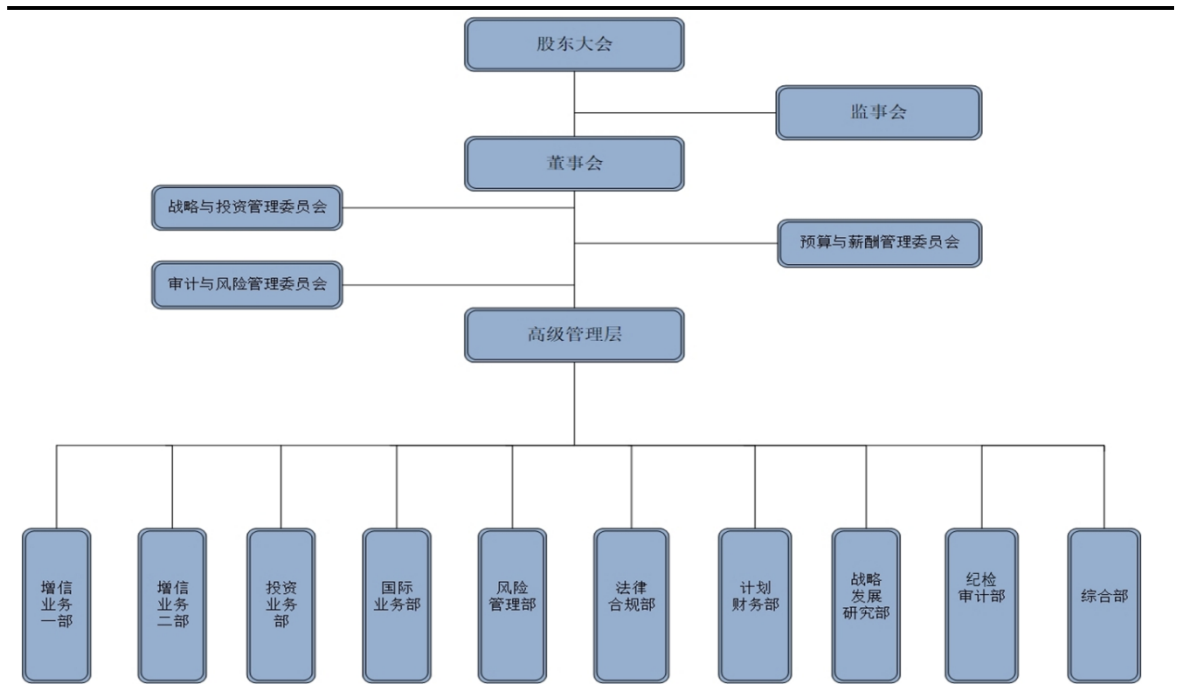 股东大会
监事会
董事会
战略与投资管理委员会
预算与薪酬管理委员会
审计与风险管理委员会
高级管理层
增信
业务
一部
增信
业务
二部
投资
业务
部
国际
业务部
风险
管理部
法律
合规部
计划
财务部
战略
发展
研究部
纪检
审计部
综合部